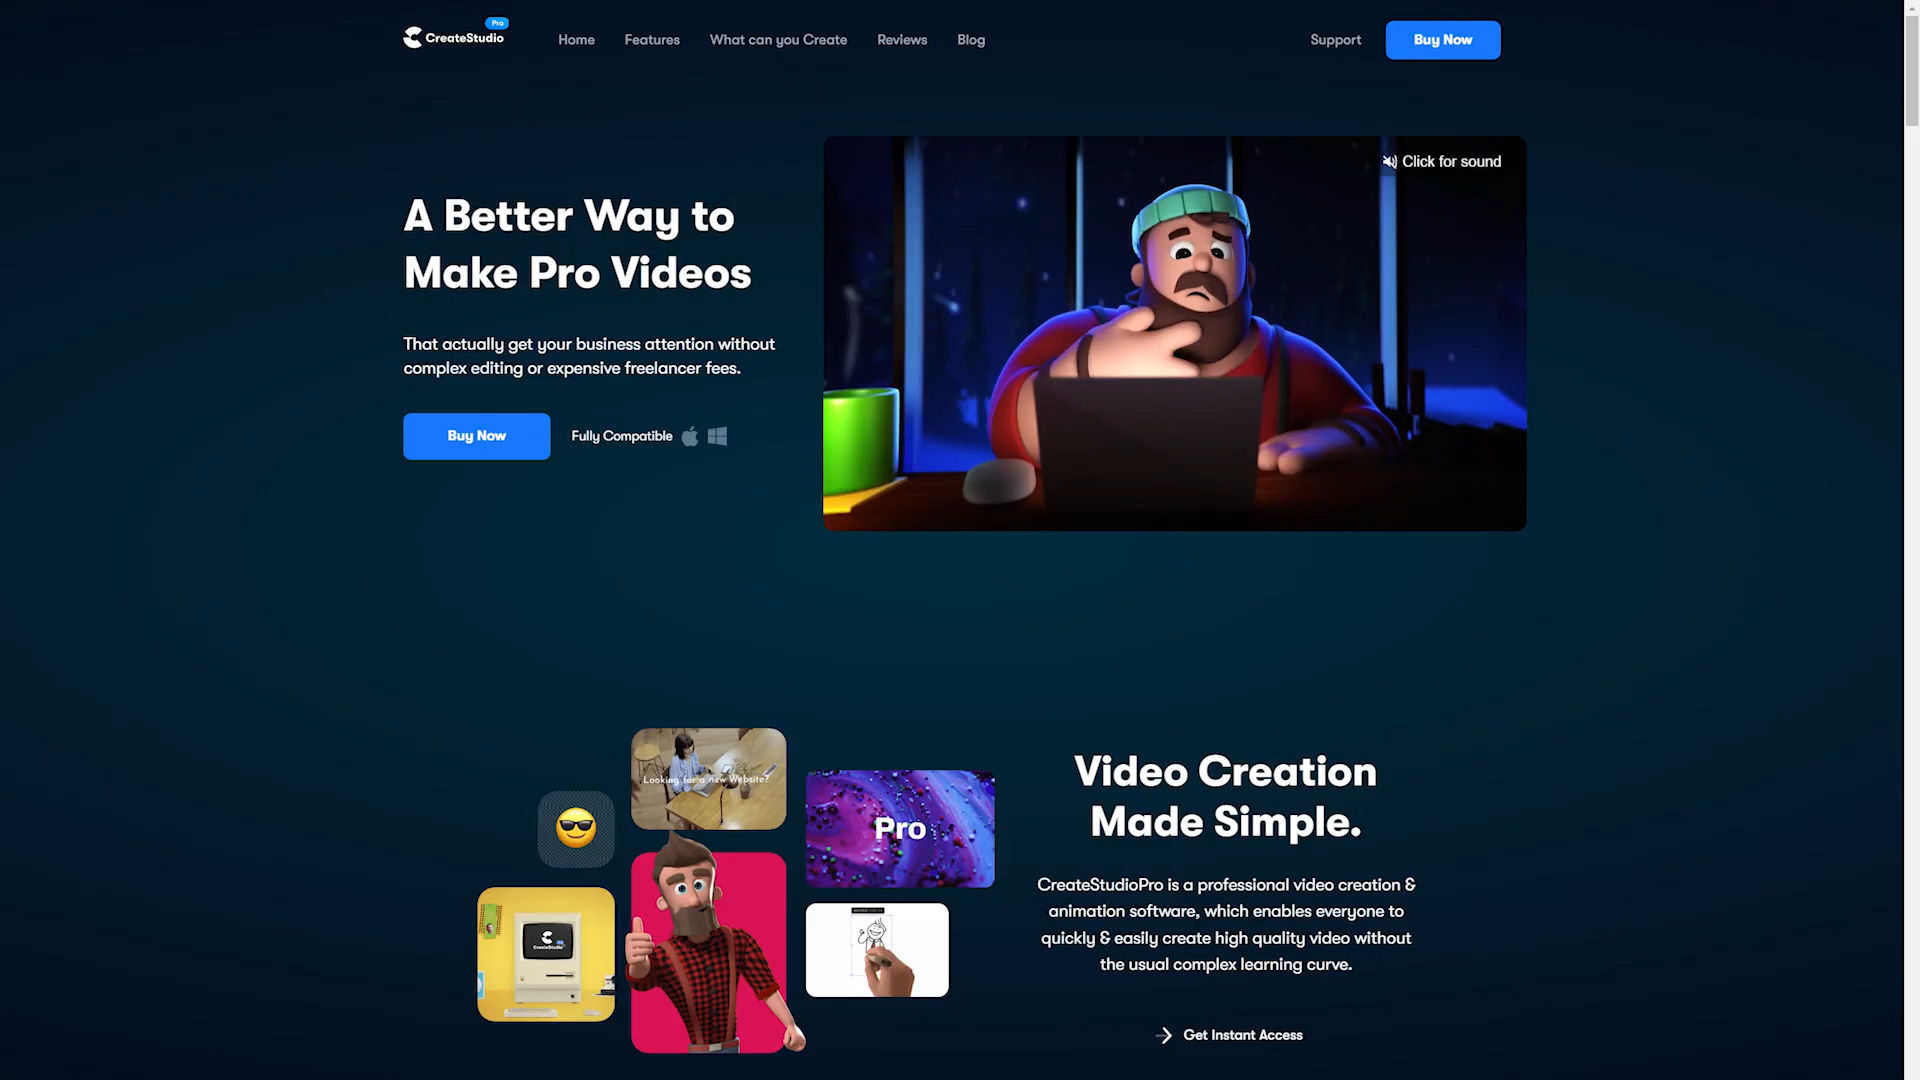 Pro
CreateStudio
Home
Features
What can you Create
Reviews
Blog
Support
Buy Now
Click for sound
A Better Way to
Make Pro Videos
That actually get your business attention without
complex editing or expensive freelancer fees.
Buy Now
Fully Compatible
Looking for a new Website?
Pro
CreateStudio
Video Creation
Made Simple.
CreateStudioPro is a professional video creation &
animation software, which enables everyone to
quickly & easily create high quality video without
the usual complex learning curve.
Get Instant Access